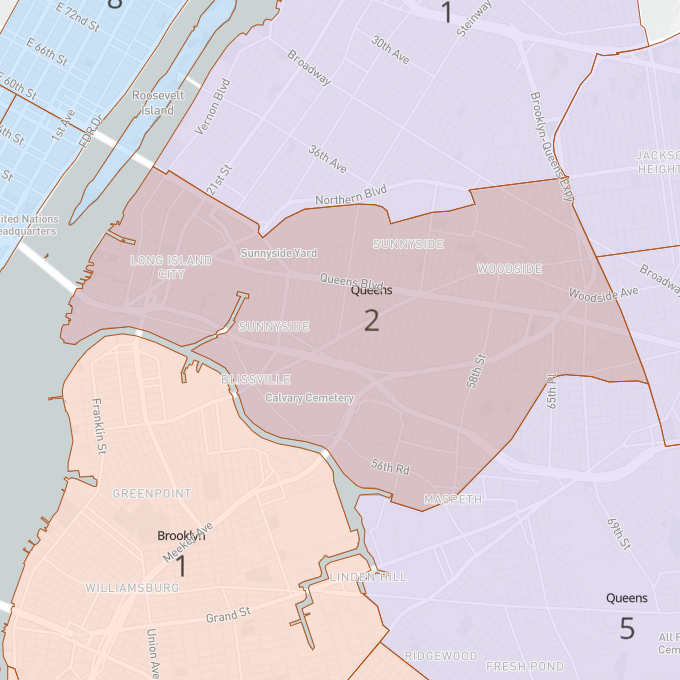 8
1
E 72nd St
Steinway
E 66th St
30th Ave
Broadway
E 60th St
Roosevelt
Island
Vernon Blvd
Brooklyn-Queens Expy
1st Ave
FDR Dr
36th Ave
JACKSO
HEIGHT
21st St
Northern Blvd
ited Nations
eadquarters
SUNNYSIDE
Sunnyside Yard
LONG ISLAND
CITY
WOODSIDE
Broadway
Queens Blvd
Queens
2
Woodside Ave
SUNNYSIDE
58th St
BLISSVILLE
65th Pl
Calvary Cemetery
Franklin St
56th Rd
GREENPOINT
MASPETH
Meeker Ave
Brooklyn
1
69th St
LINDEN HILL
WILLIAMSBURG
Queens
5
Grand St
Union Ave
All F
Cem
RIDGEWOOD
FRESH POND